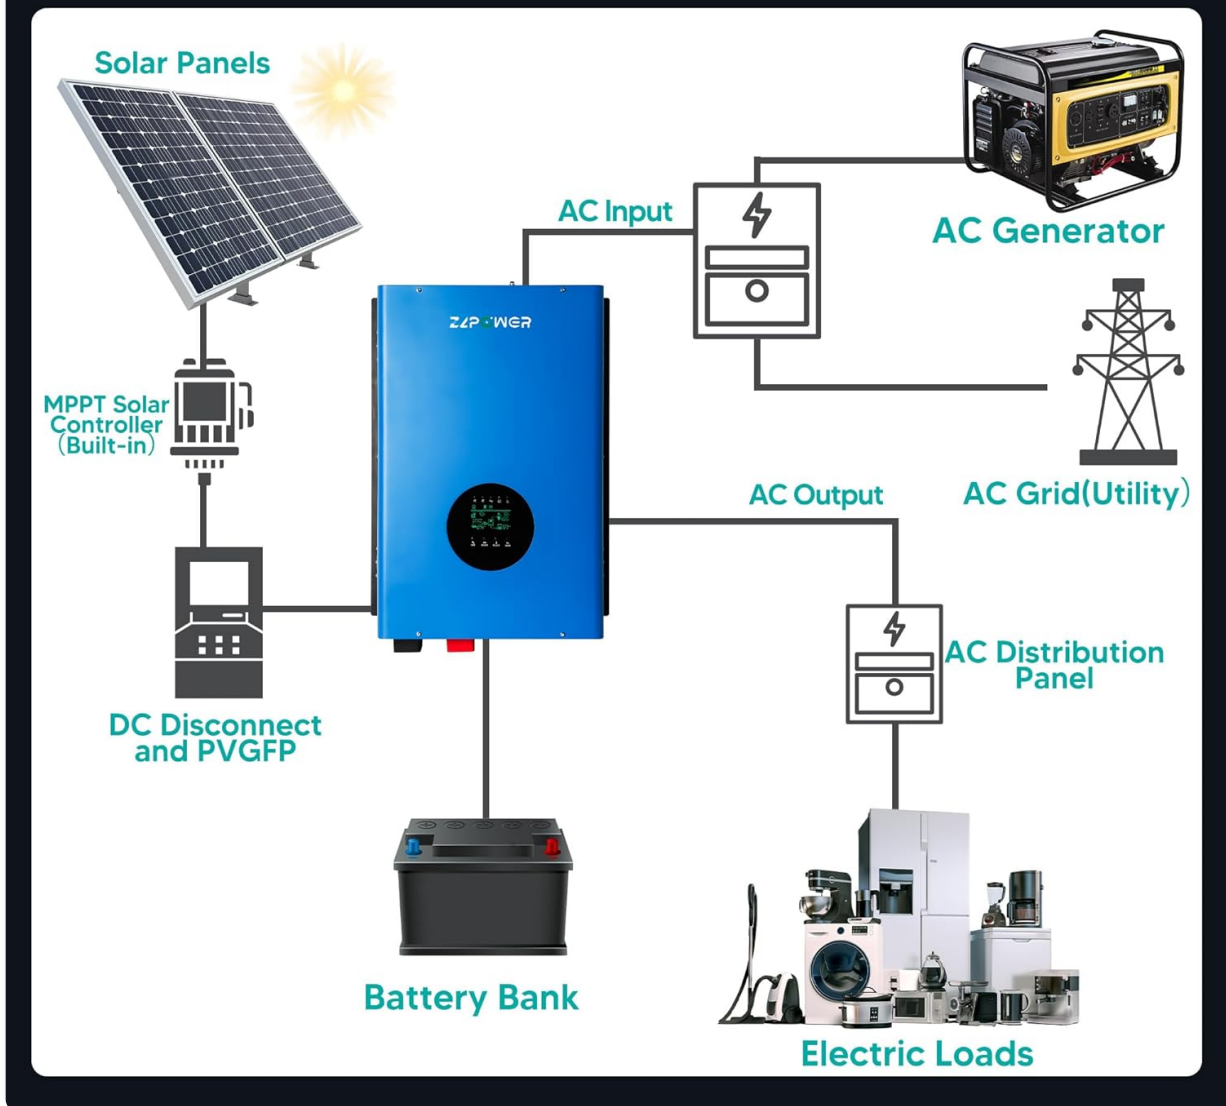 Solar Panels
AC Input
AC Generator
ZLPOWER
MPPT Solar
Controller
(Built-in)
AC Output
AC Grid(Utility)
AC Distribution
Panel
DC Disconnect
and PVGFP
Battery Bank
Electric Loads